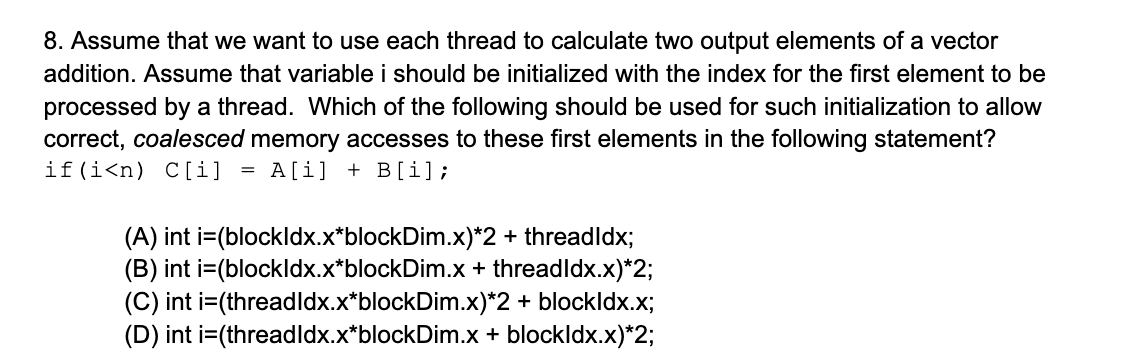 8. Assume that we want to use each thread to calculate two output elements of a vector
addition. Assume that variable i should be initialized with the index for the first element to be
processed by a thread.  Which of the following should be used for such initialization to allow
correct, coalesced memory accesses to these first elements in the following statement?
if(i<n) C[i] = A[i] + B[i];
(A) int i=(blockIdx.x*blockDim.x)*2 + threadIdx;
(B) int i=(blockIdx.x*blockDim.x + threadIdx.x)*2;
(C) int i=(threadIdx.x*blockDim.x)*2 + blockIdx.x;
(D) int i=(threadIdx.x*blockDim.x + blockIdx.x)*2;